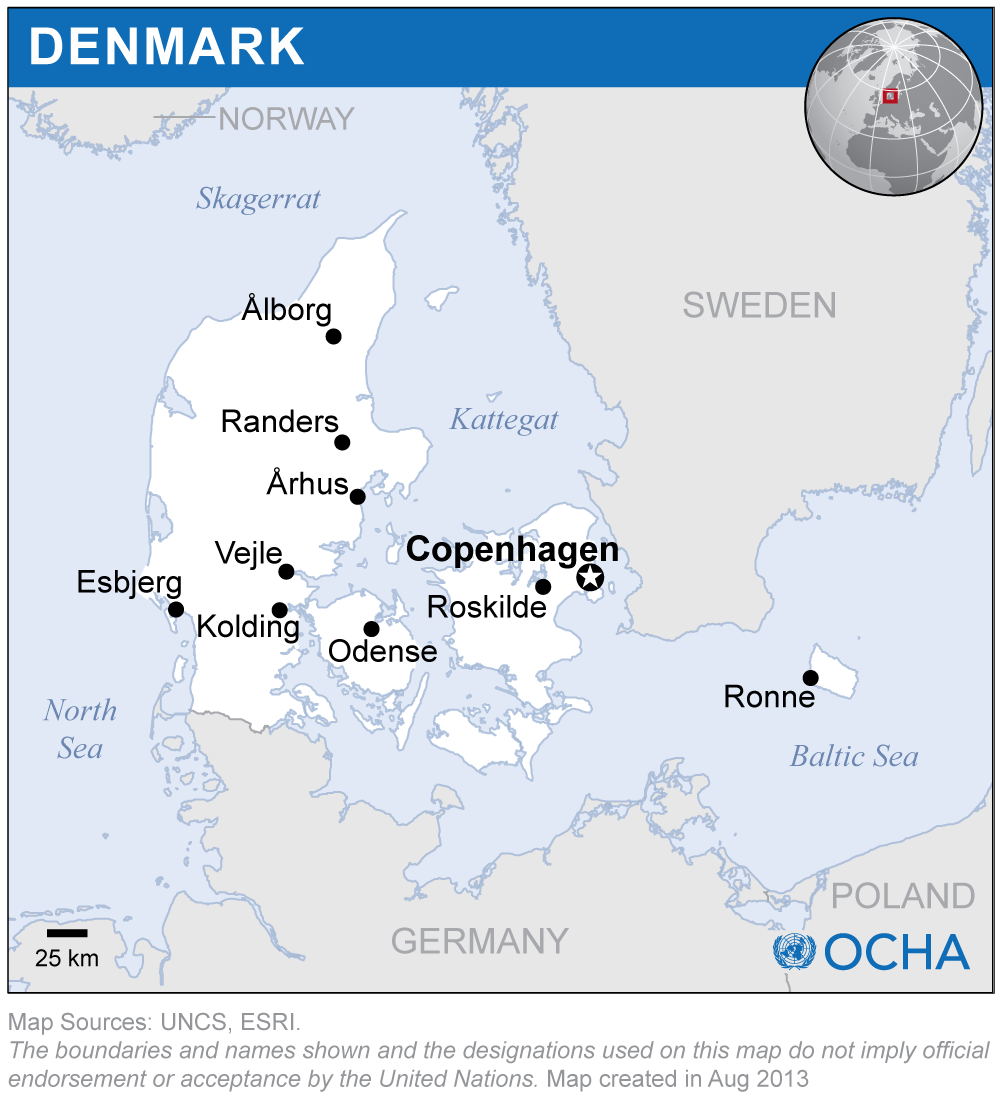 DENMARK
NORWAY
Skagerrat
SWEDEN
Ålborg
Kattegat
Randers
Århus
Copenhagen
Vejle
Esbjerg
Roskilde
Kolding
Odense
Ronne
North
Sea
Baltic Sea
POLAND
GERMANY
OCHA
25 km
Map Sources: UNCS, ESRI.
The boundaries and names shown and the designations used on this map do not imply official
endorsement or acceptance by the United Nations. Map created in Aug 2013